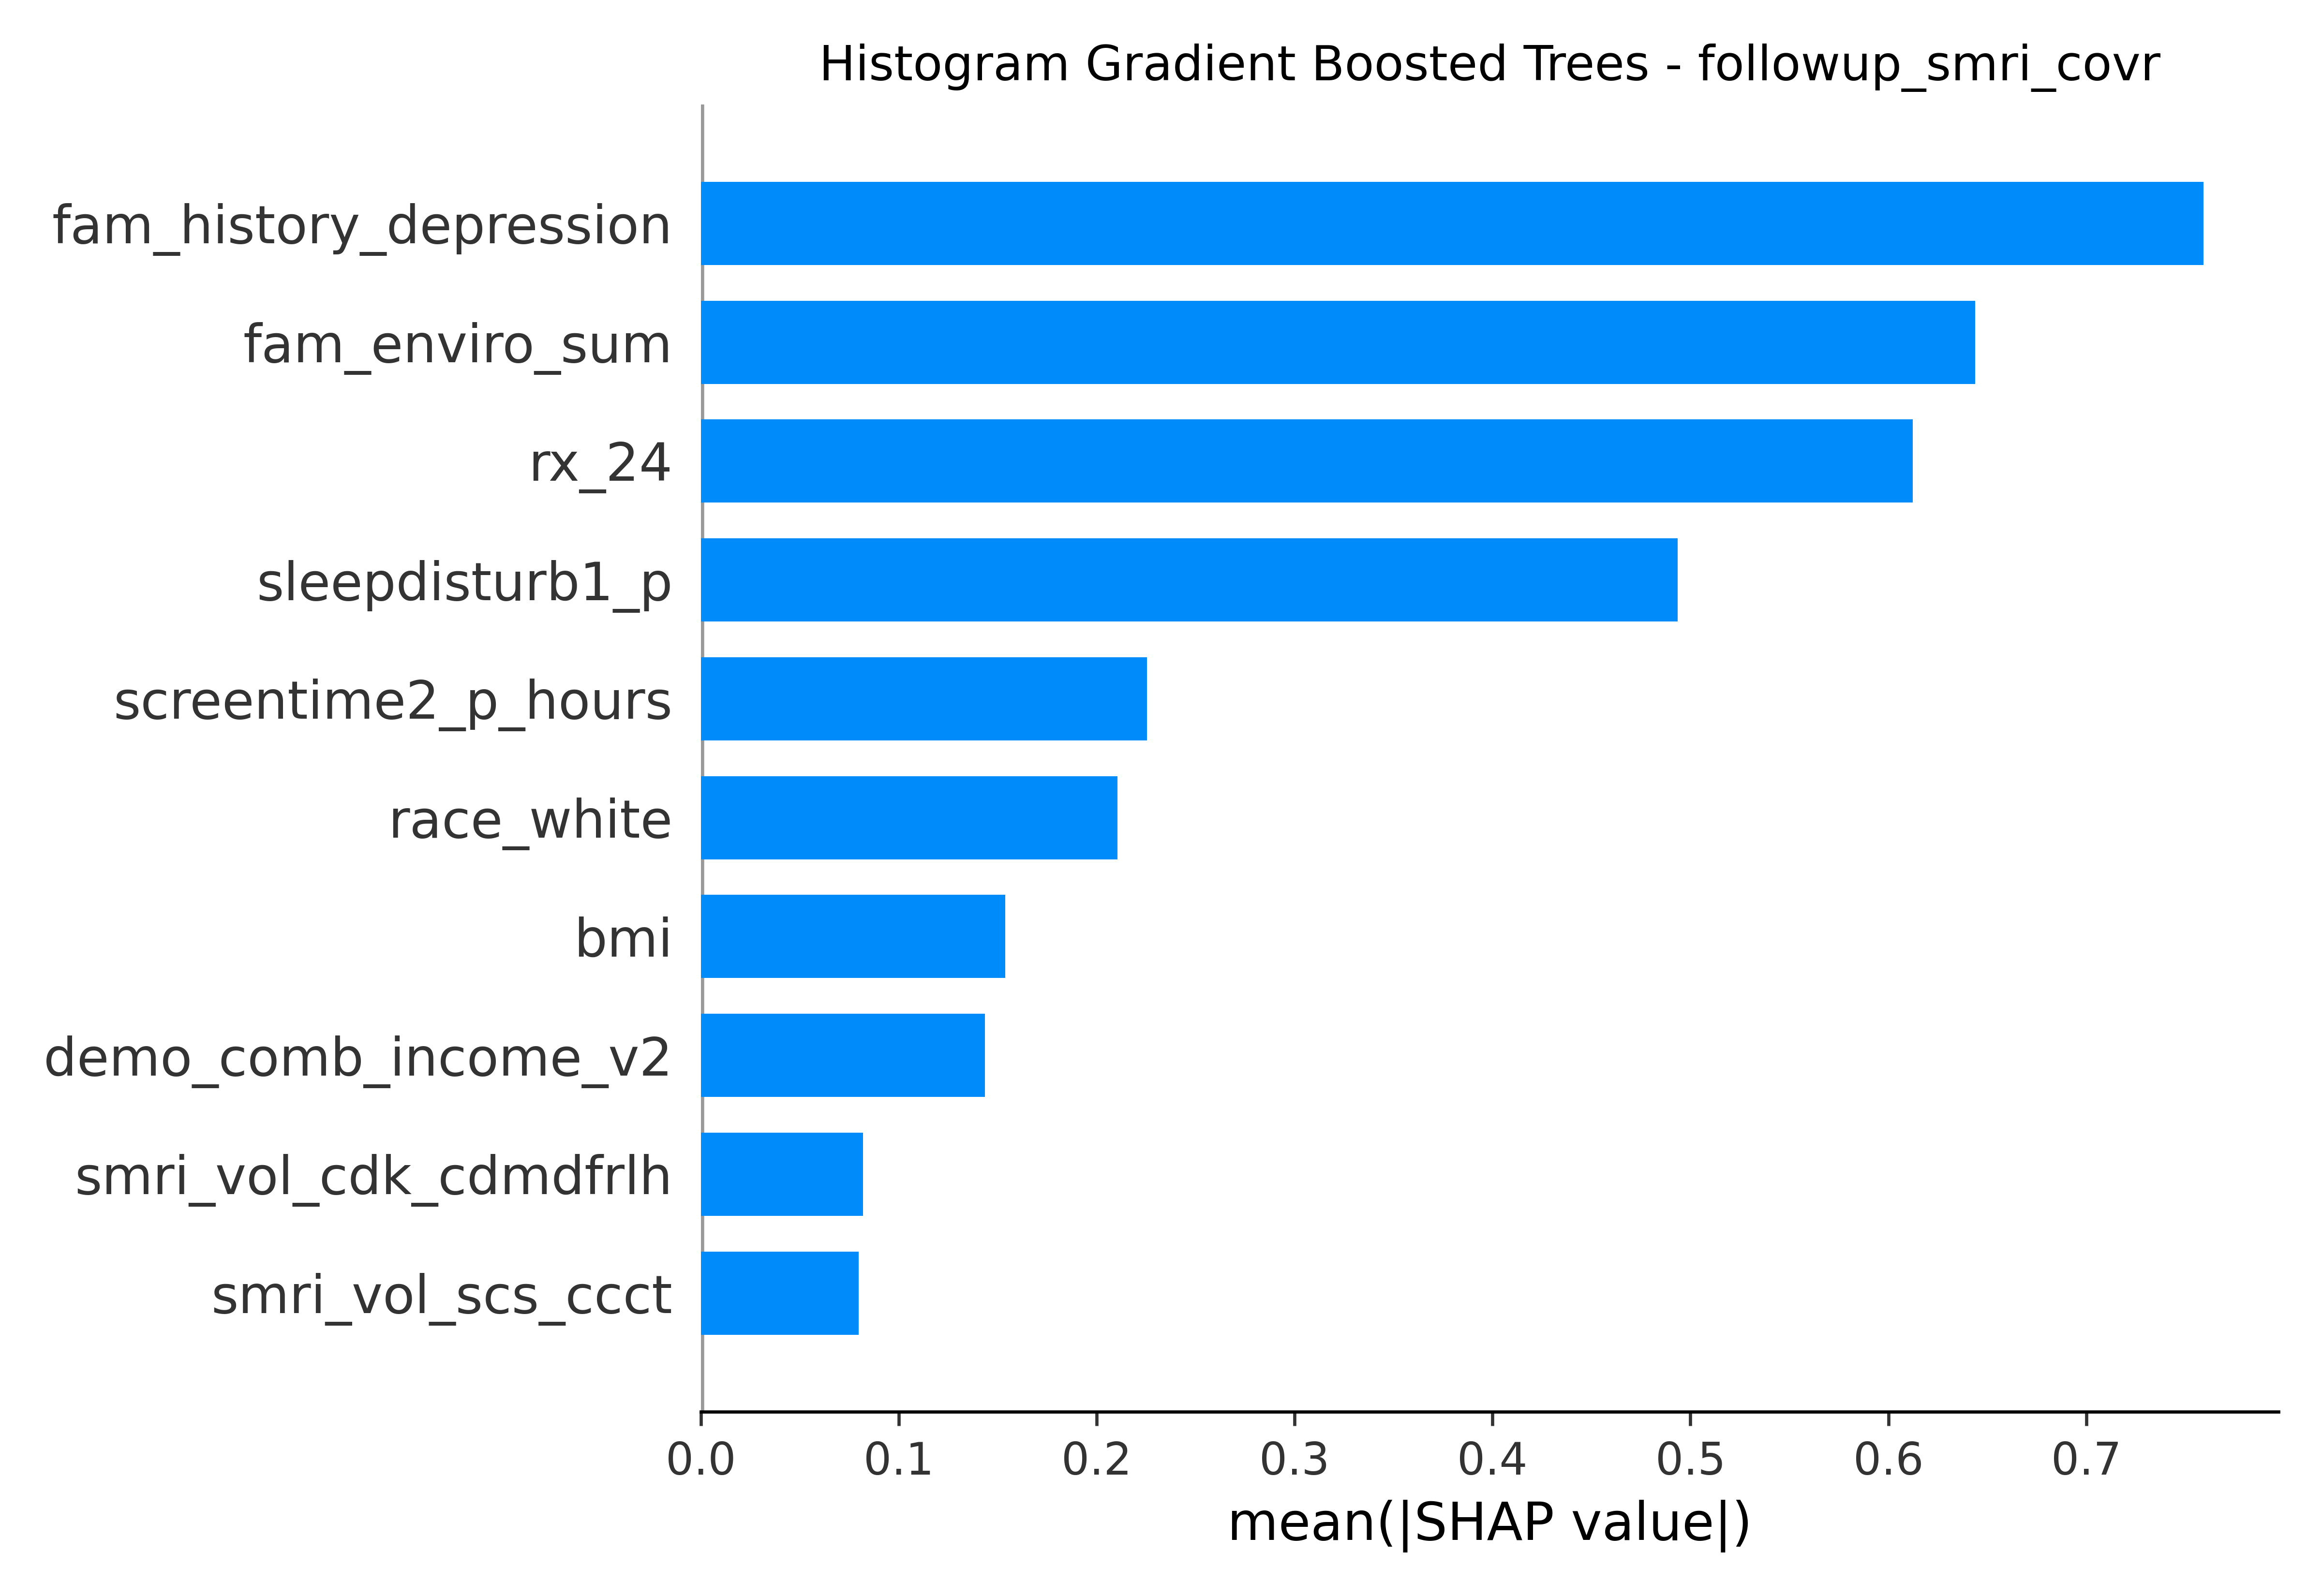 Histogram Gradient Boosted Trees - followup_smri_covr
fam_history_depression
fam_enviro_sum
rx_24
sleepdisturb1_p
screentime2_p_hours
race_white
bmi
demo_comb_income_v2
smri_vol_cdk_cdmdfrlh
smri_vol_scs_ccct
0.0 0.1 0.2 0.3 0.4 0.5 0.6 0.7
mean(|SHAP value|)